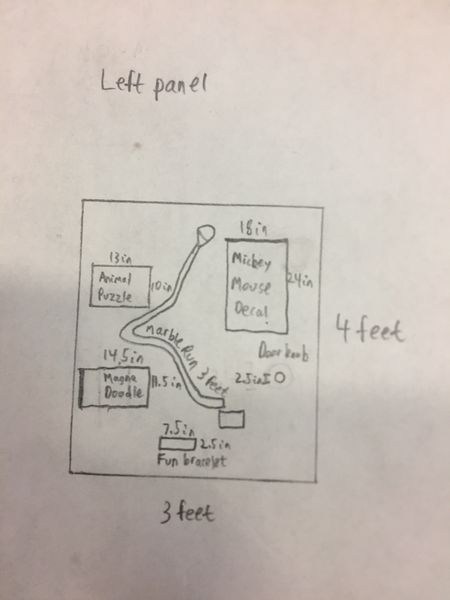 Left panel
18in
13in
Animal
Puzzle
10in
Mickey
Mouse
Decal
24in
4 feet
Marble Run 3 feet
Door knob
2.5in
14.5in
Magna
Doodle
11.5in
7.5in
2.5in
Fun bracelet
3 feet